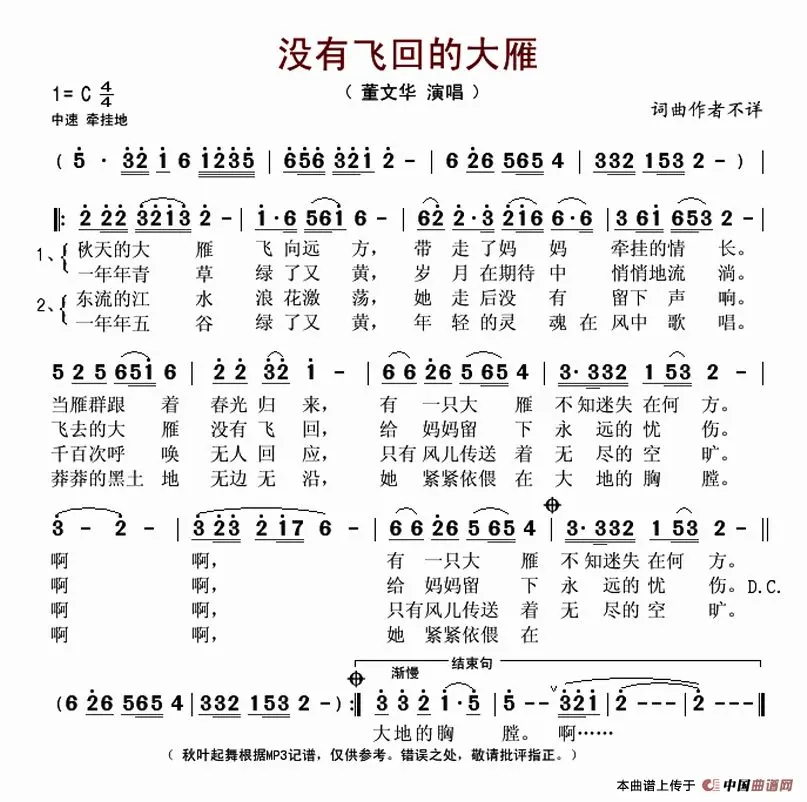 没有飞回的大雁
（ 董文华 演唱 ）
1= C 4/4
中速 牵挂地
词曲作者不详
( 5 · 32 1 6 1235 | 656 321 2 - | 6 26 565 4 | 332 153 2 - ) |
‖: 2 22 3213 2 - | 1·6 561 6 - | 62 2·3 216 6·6 | 3 61 653 2 - |
1、 秋天的大 雁 飞 向远 方， 带 走了妈 妈 牵挂的情 长。
一年年青 草 绿 了又 黄， 岁 月在期待 中 悄悄地流 淌。
2、 东流的江 水 浪 花激 荡， 她 走后没 有 留下 声 响。
一年年五 谷 绿 了又 黄， 年 轻的灵 魂在 风中 歌 唱。
5 2 5 651 6 | 2 2 32 1 - | 66 26 5 65 4 | 3·332 1 53 2 - |
当雁群跟 着 春光 归 来， 有 一只大 雁 不 知迷失 在何 方。
飞去的大 雁 没有 飞 回， 给 妈妈留 下 永 远的忧 伤。
千百次呼 唤 无人 回 应， 只有风儿传送 着 无 尽的空 旷。
莽莽的黑土 地 无边 无 沿， 她 紧紧依偎 在 大 地的胸 膛。
3 - 2 - | 3 23 2 17 6 - | 66 26 5 65 4 | 3·332 1 53 2 - ‖
啊 啊， 有 一只大 雁 不 知迷失 在何 方。
啊 啊， 给 妈妈留 下 永 远的忧 伤。D.C.
啊 啊， 只有风儿传送 着 无 尽的空 旷。
啊 啊， 她 紧紧依偎 在
结束句
渐慢
(6 26 565 4 | 332 153 2 - ) :‖ 3 3 2 1·5 | 5 - - 321 | 2 - - - | 2 - - ‖
大地的胸 膛。 啊……
（ 秋叶起舞根据MP3记谱，仅供参考。错误之处，敬请批评指正。）
本曲谱上传于 中国曲谱网